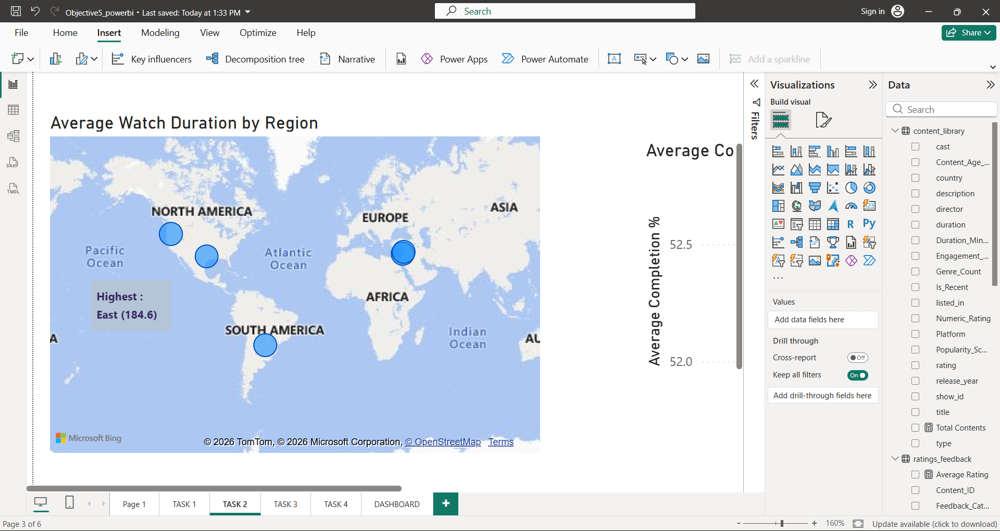 Objective5_powerbi • Last saved: Today at 1:33 PM
Search
Sign in
File Home Insert Modeling View Optimize Help
Share
Key influencers Decomposition tree Narrative Power Apps Power Automate Add a sparkline
Average Watch Duration by Region
NORTH AMERICA
EUROPE
ASIA
Pacific
Ocean
Atlantic
Ocean
AFRICA
Highest :
East (184.6)
SOUTH AMERICA
Indian
Ocean
A
AU
Microsoft Bing
© 2026 TomTom, © 2026 Microsoft Corporation, © OpenStreetMap Terms
Average Co
Average Completion %
52.5
52.0
Filters
DAX
TMDL
Visualizations
Build visual
123
R
Py
...
Values
Add data fields here
Drill through
Cross-report
Off
Keep all filters
On
Add drill-through fields here
Data
Search
content_library
cast
Content_Age_...
country
description
director
duration
Duration_Min...
Engagement_...
Genre_Count
Is_Recent
listed_in
Numeric_Rating
Platform
Popularity_Sc...
rating
release_year
show_id
title
Total Contents
type
ratings_feedback
Average Rating
Content_ID
Feedback_Cat...
Page 1 TASK 1 TASK 2 TASK 3 TASK 4 DASHBOARD +
Page 3 of 6
- + 160% Update available (click to download)